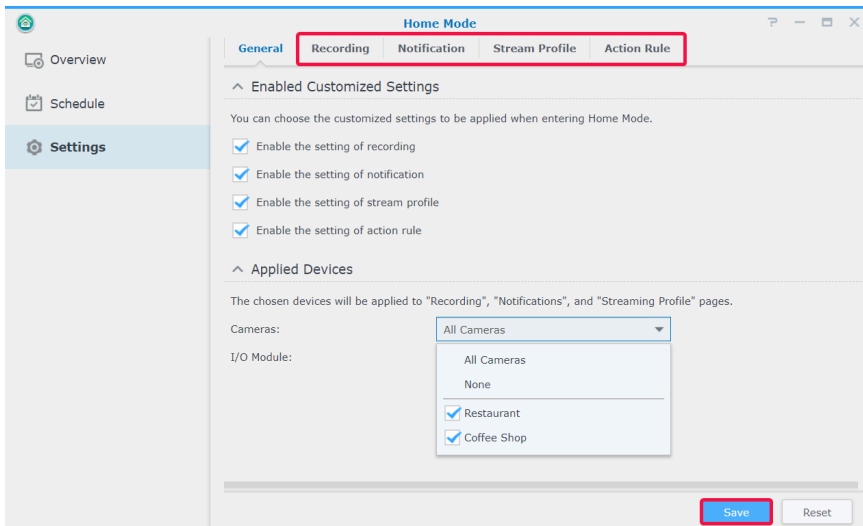 Home Mode
Overview
Schedule
Settings
General Recording Notification Stream Profile Action Rule
Enabled Customized Settings
You can choose the customized settings to be applied when entering Home Mode.
Enable the setting of recording
Enable the setting of notification
Enable the setting of stream profile
Enable the setting of action rule
Applied Devices
The chosen devices will be applied to "Recording", "Notifications", and "Streaming Profile" pages.
Cameras: All Cameras
I/O Module:
All Cameras
None
Restaurant
Coffee Shop
Save Reset